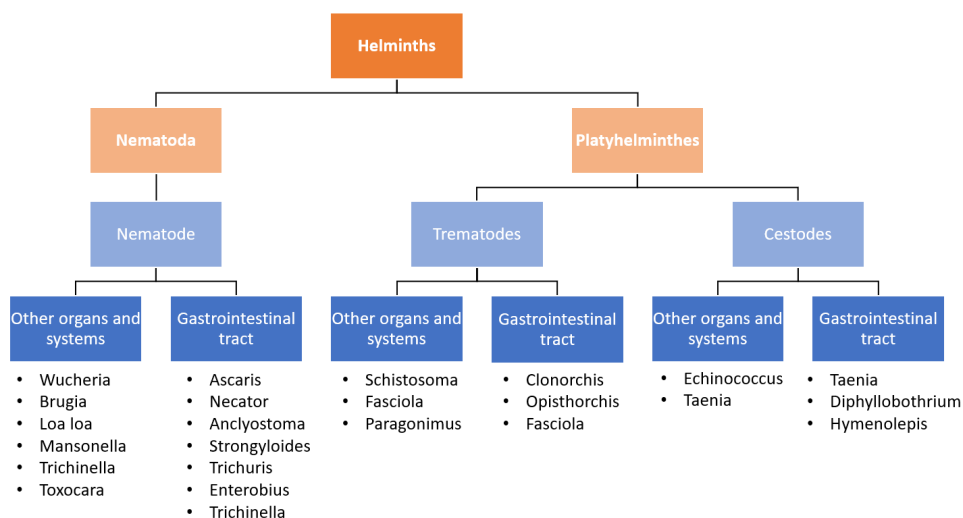 Helminths
Nematoda
Platyhelminthes
Nematode
Trematodes
Cestodes
Other organs and
systems
Gastrointestinal
tract
Other organs and
systems
Gastrointestinal
tract
Other organs and
systems
Gastrointestinal
tract
• Wucheria
• Brugia
• Loa loa
• Mansonella
• Trichinella
• Toxocara
• Ascaris
• Necator
• Anclyostoma
• Strongyloides
• Trichuris
• Enterobius
• Trichinella
• Schistosoma
• Fasciola
• Paragonimus
• Clonorchis
• Opisthorchis
• Fasciola
• Echinococcus
• Taenia
• Taenia
• Diphyllobothrium
• Hymenolepis